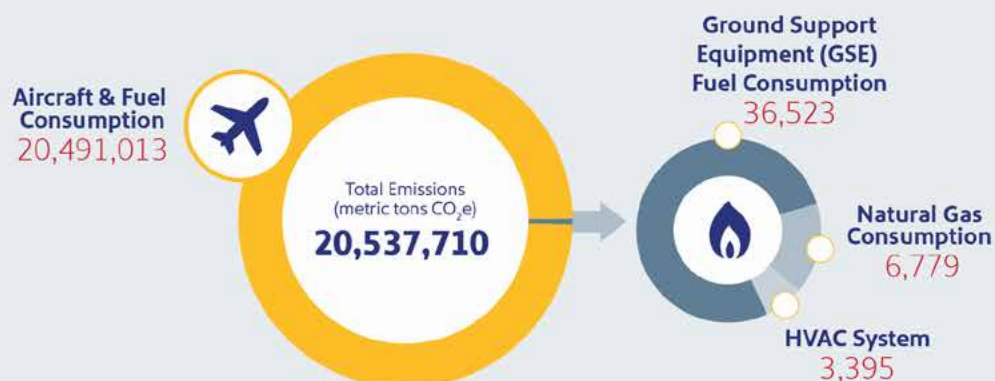 Aircraft & Fuel
Consumption
20,491,013
Total Emissions
(metric tons CO₂e)
20,537,710
Ground Support
Equipment (GSE)
Fuel Consumption
36,523
Natural Gas
Consumption
6,779
HVAC System
3,395